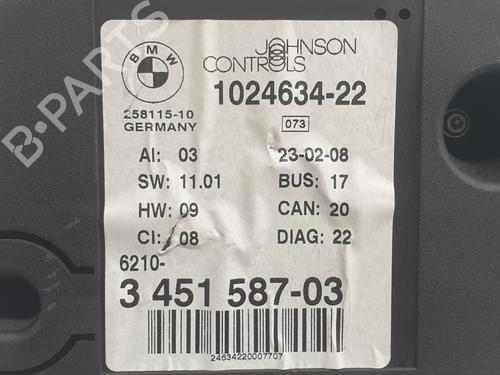 BMW
JOHNSON
CONTROLS
258115-10
GERMANY
1024634-22
073
AI: 03 23-02-08
SW: 11.01 BUS: 17
HW: 09 CAN: 20
CI: 08 DIAG: 22
6210-
3 451 587-03
24634220007707
B-PARTS